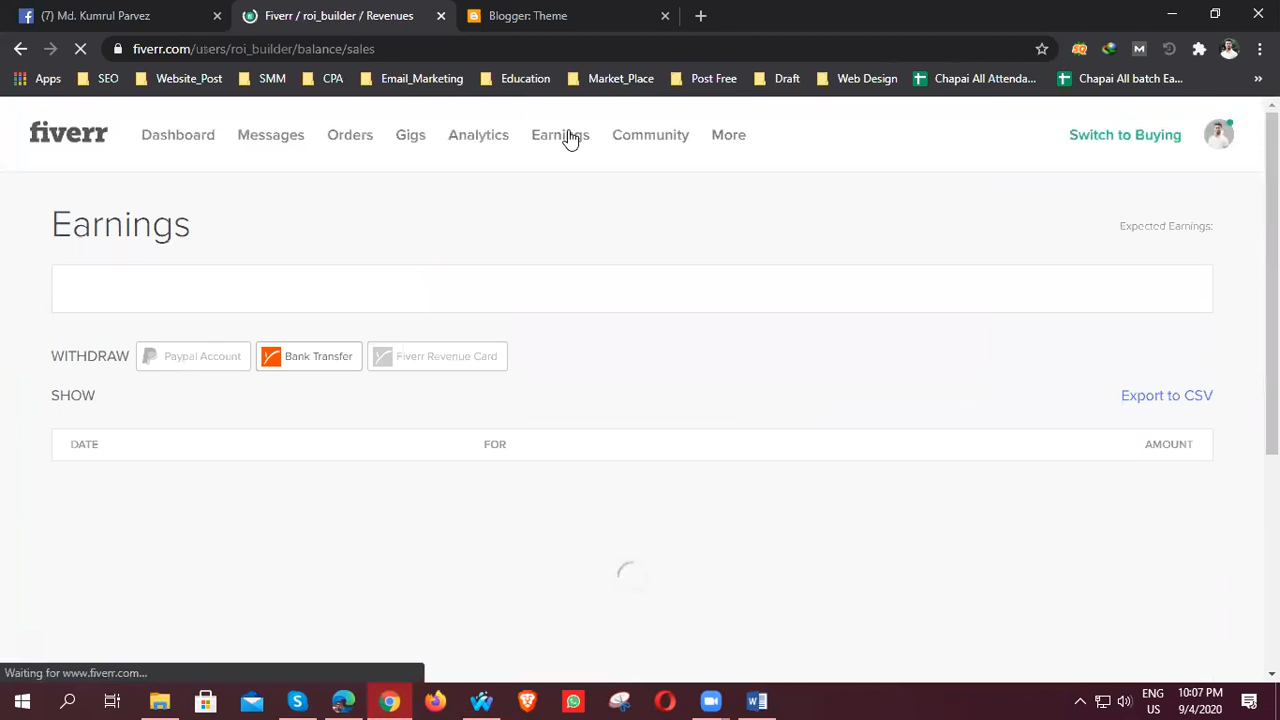 (7) Md. Kumrul Parvez
Fiverr / roi_builder / Revenues
Blogger: Theme
fiverr.com/users/roi_builder/balance/sales
Apps SEO Website_Post SMM CPA Email_Marketing Education Market_Place Post Free Draft Web Design Chapai All Attenda... Chapai All batch Ea... »
fiverr Dashboard Messages Orders Gigs Analytics Earnings Community More Switch to Buying
Earnings
Expected Earnings:
WITHDRAW Paypal Account Bank Transfer Fiverr Revenue Card
SHOW Export to CSV
DATE FOR AMOUNT
Waiting for www.fiverr.com...
ENG 10:07 PM
US 9/4/2020